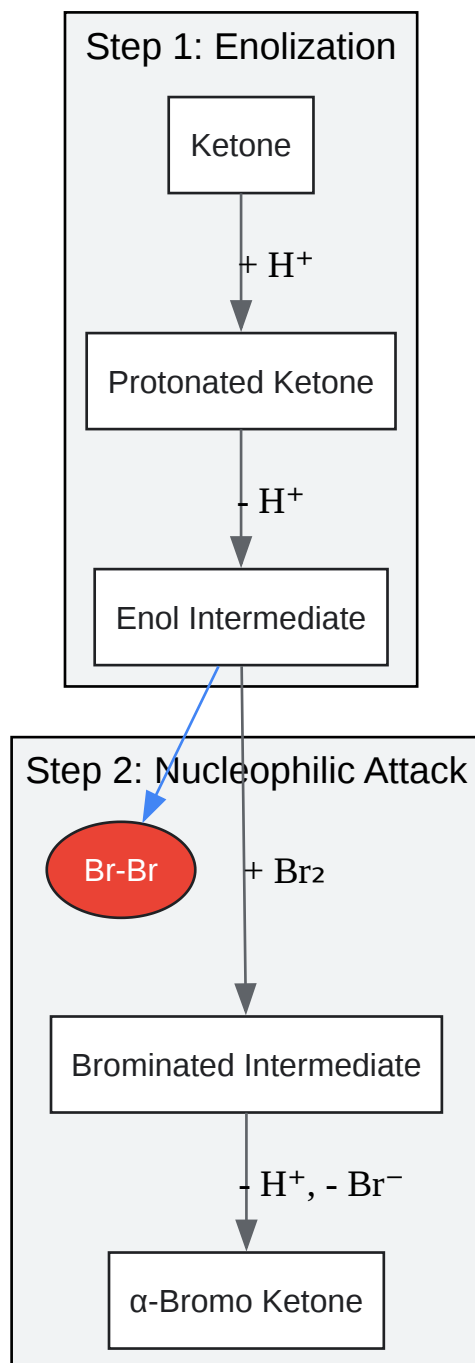 Step 1: Enolization
Ketone
+ H⁺
Protonated Ketone
- H⁺
Enol Intermediate
Step 2: Nucleophilic Attack
Br-Br
+ Br₂
Brominated Intermediate
- H⁺, - Br⁻
α-Bromo Ketone